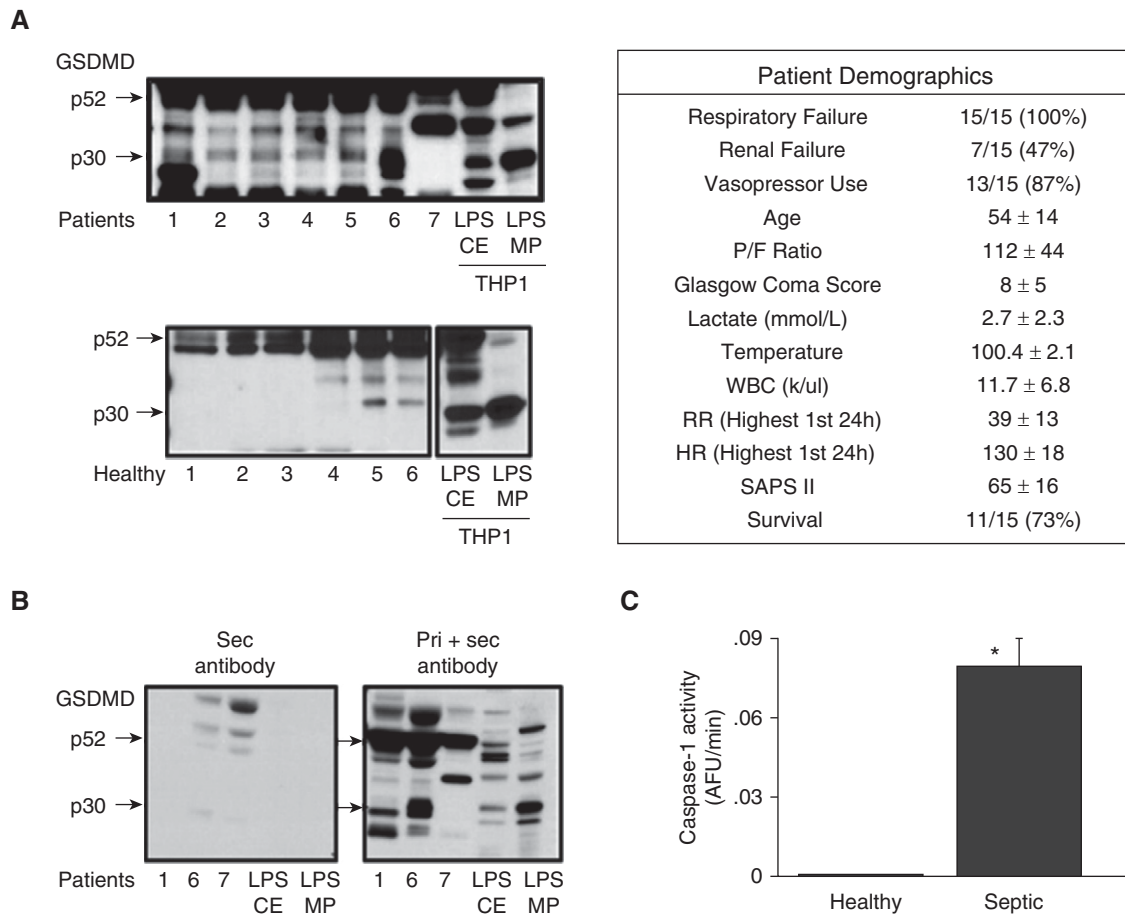 A
GSDMD
p52
p30
Patients 1 2 3 4 5 6 7 LPS LPS
CE MP
THP1
p52
p30
Healthy 1 2 3 4 5 6 LPS LPS
CE MP
THP1
Patient Demographics
Respiratory Failure 15/15 (100%)
Renal Failure 7/15 (47%)
Vasopressor Use 13/15 (87%)
Age 54 ± 14
P/F Ratio 112 ± 44
Glasgow Coma Score 8 ± 5
Lactate (mmol/L) 2.7 ± 2.3
Temperature 100.4 ± 2.1
WBC (k/ul) 11.7 ± 6.8
RR (Highest 1st 24h) 39 ± 13
HR (Highest 1st 24h) 130 ± 18
SAPS II 65 ± 16
Survival 11/15 (73%)
B
Sec Pri + sec
antibody antibody
GSDMD
p52
p30
Patients 1 6 7 LPS LPS 1 6 7 LPS LPS
CE MP CE MP
C
Caspase-1 activity
(AFU/min)
.09
.06
.03
0
*
Healthy Septic